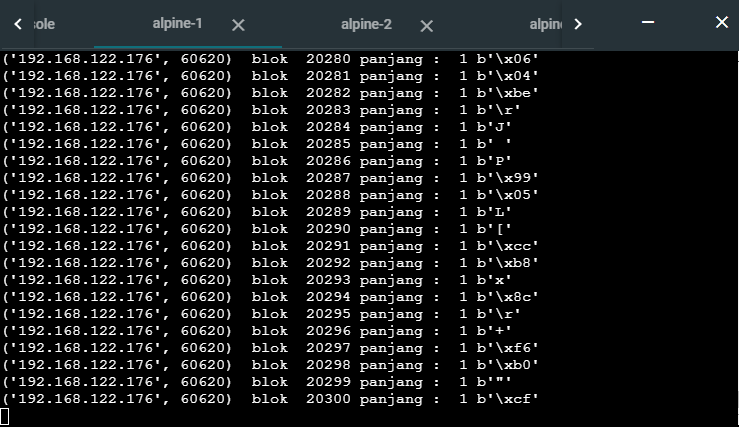 sole alpine-1 alpine-2 alpin
('192.168.122.176', 60620)  blok  20280 panjang :  1 b'\x06'
('192.168.122.176', 60620)  blok  20281 panjang :  1 b'\x04'
('192.168.122.176', 60620)  blok  20282 panjang :  1 b'\xbe'
('192.168.122.176', 60620)  blok  20283 panjang :  1 b'\r'
('192.168.122.176', 60620)  blok  20284 panjang :  1 b'J'
('192.168.122.176', 60620)  blok  20285 panjang :  1 b' '
('192.168.122.176', 60620)  blok  20286 panjang :  1 b'P'
('192.168.122.176', 60620)  blok  20287 panjang :  1 b'\x99'
('192.168.122.176', 60620)  blok  20288 panjang :  1 b'\x05'
('192.168.122.176', 60620)  blok  20289 panjang :  1 b'L'
('192.168.122.176', 60620)  blok  20290 panjang :  1 b'['
('192.168.122.176', 60620)  blok  20291 panjang :  1 b'\xcc'
('192.168.122.176', 60620)  blok  20292 panjang :  1 b'\xb8'
('192.168.122.176', 60620)  blok  20293 panjang :  1 b'x'
('192.168.122.176', 60620)  blok  20294 panjang :  1 b'\x8c'
('192.168.122.176', 60620)  blok  20295 panjang :  1 b'\r'
('192.168.122.176', 60620)  blok  20296 panjang :  1 b'+'
('192.168.122.176', 60620)  blok  20297 panjang :  1 b'\xf6'
('192.168.122.176', 60620)  blok  20298 panjang :  1 b'\xb0'
('192.168.122.176', 60620)  blok  20299 panjang :  1 b'"'
('192.168.122.176', 60620)  blok  20300 panjang :  1 b'\xcf'